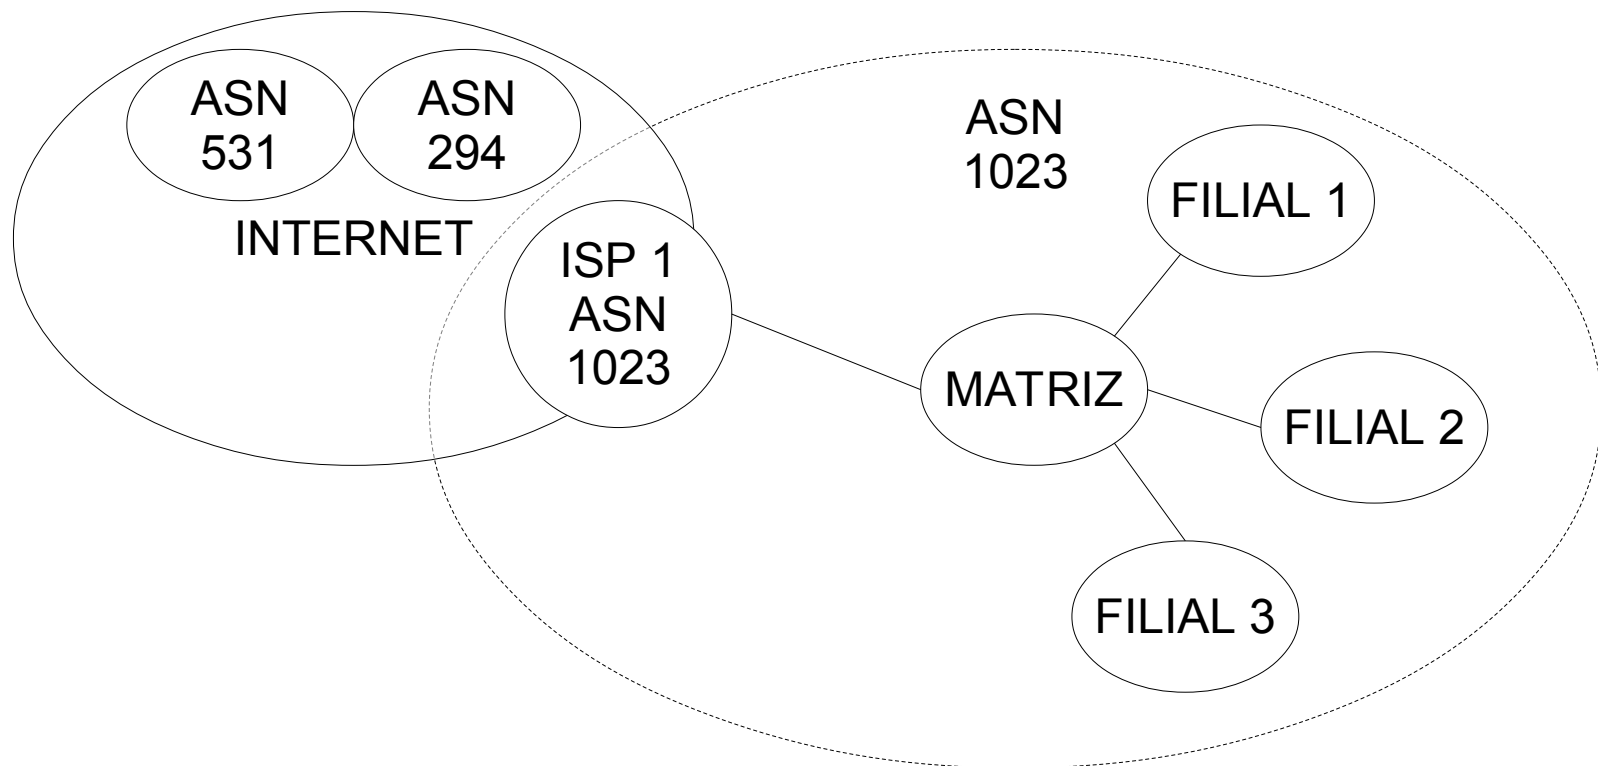 ASN
531
ASN
294
INTERNET
ISP 1
ASN
1023
ASN
1023
FILIAL 1
MATRIZ
FILIAL 2
FILIAL 3